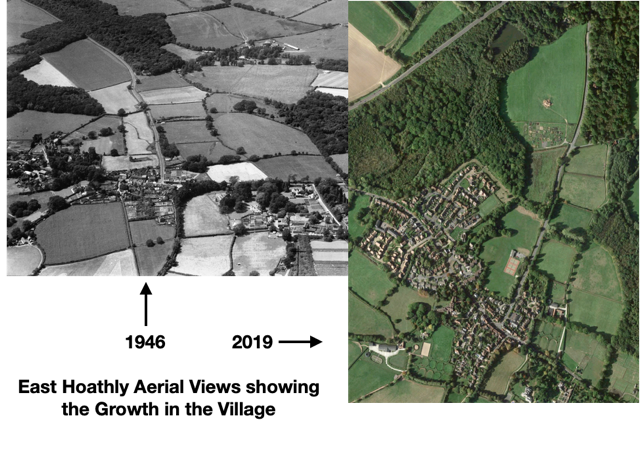 1946
2019
East Hoathly Aerial Views showing
the Growth in the Village